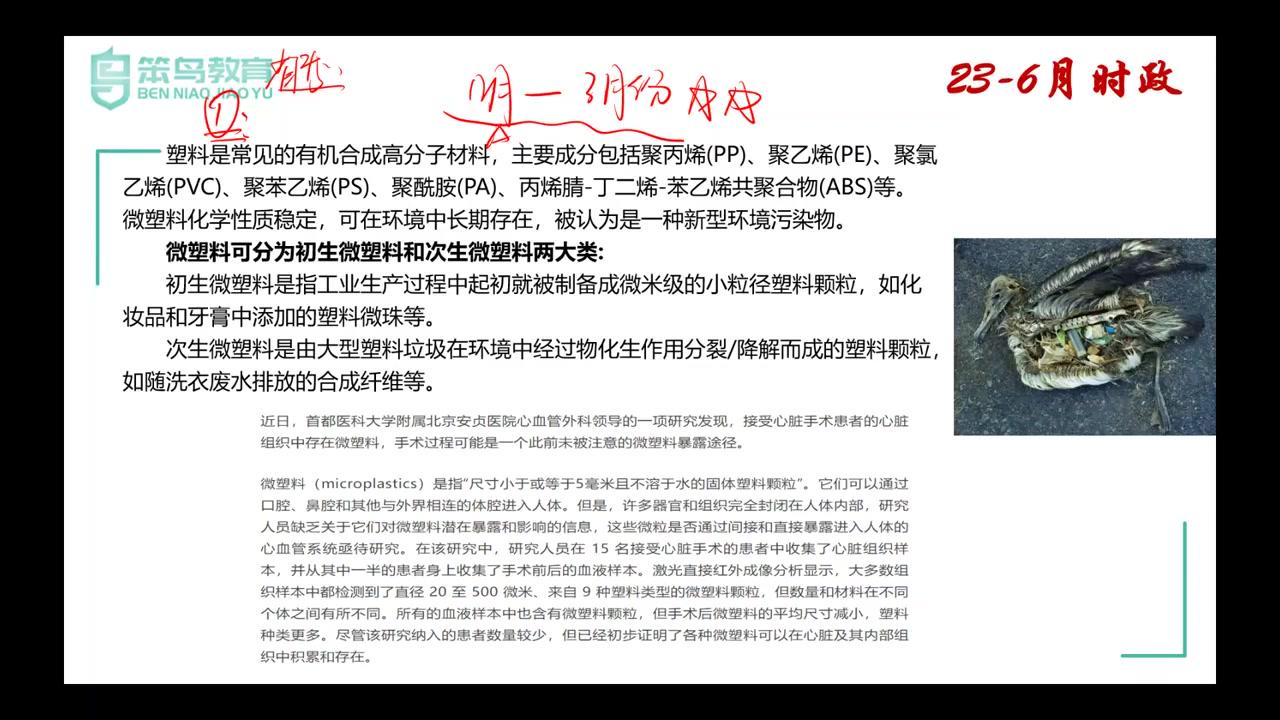 笨鸟教育
BEN NIAO JIAO YU
23-6月时政
①
明一3月份
塑料是常见的有机合成高分子材料，主要成分包括聚丙烯(PP)、聚乙烯(PE)、聚氯
乙烯(PVC)、聚苯乙烯(PS)、聚酰胺(PA)、丙烯腈-丁二烯-苯乙烯共聚合物(ABS)等。
微塑料化学性质稳定，可在环境中长期存在，被认为是一种新型环境污染物。
微塑料可分为初生微塑料和次生微塑料两大类:
初生微塑料是指工业生产过程中起初就被制备成微米级的小粒径塑料颗粒，如化
妆品和牙膏中添加的塑料微珠等。
次生微塑料是由大型塑料垃圾在环境中经过物化生作用分裂/降解而成的塑料颗粒，
如随洗衣废水排放的合成纤维等。
近日，首都医科大学附属北京安贞医院心血管外科领导的一项研究发现，接受心脏手术患者的心脏
组织中存在微塑料，手术过程可能是一个此前未被注意的微塑料暴露途径。
微塑料（microplastics）是指“尺寸小于或等于5毫米且不溶于水的固体塑料颗粒”。它们可以通过
口腔、鼻腔和其他与外界相连的体腔进入人体。但是，许多器官和组织完全封闭在人体内部，研究
人员缺乏关于它们对微塑料潜在暴露和影响的信息，这些微粒是否通过间接和直接暴露进入人体的
心血管系统亟待研究。在该研究中，研究人员在 15 名接受心脏手术的患者中收集了心脏组织样
本，并从其中一半的患者身上收集了手术前后的血液样本。激光直接红外成像分析显示，大多数组
织样本中都检测到了直径 20 至 500 微米、来自 9 种塑料类型的微塑料颗粒，但数量和材料在不同
个体之间有所不同。所有的血液样本中也含有微塑料颗粒，但手术后微塑料的平均尺寸减小，塑料
种类更多。尽管该研究纳入的患者数量较少，但已经初步证明了各种微塑料可以在心脏及其内部组
织中积累和存在。